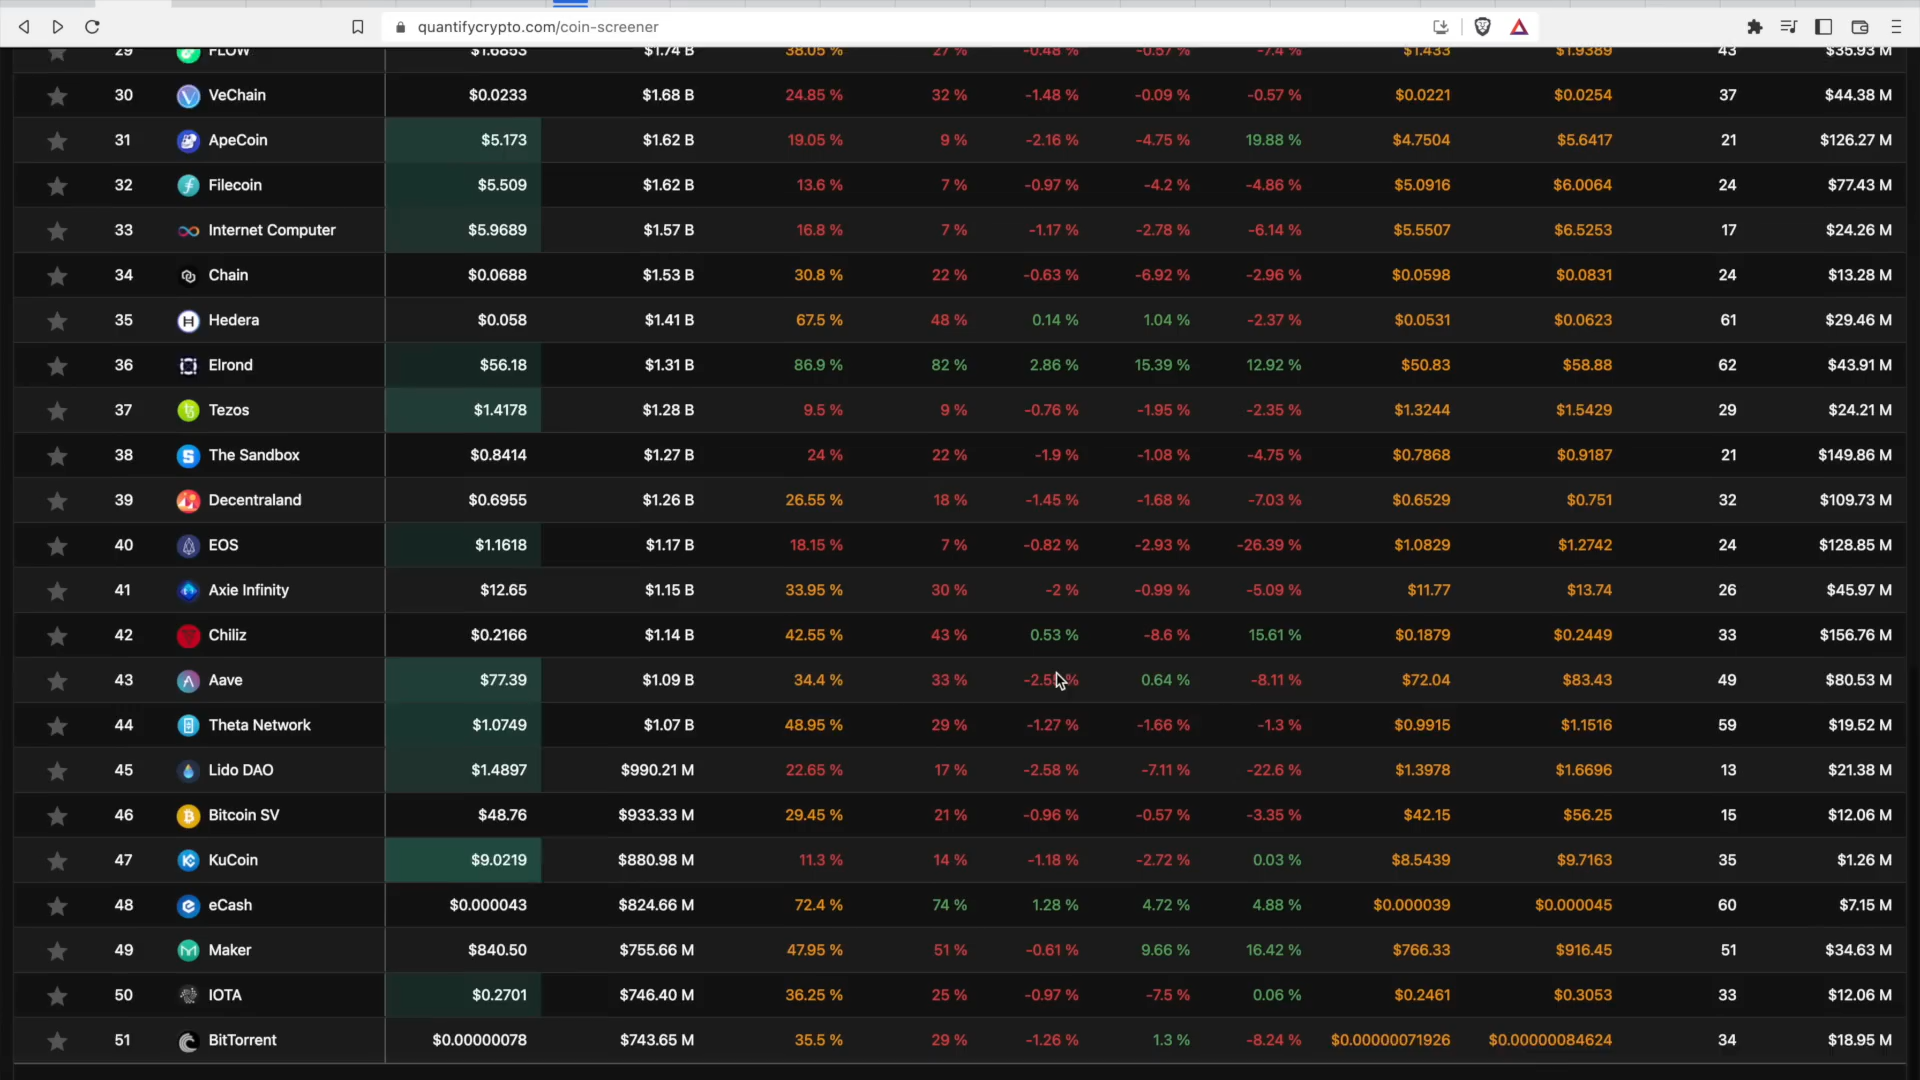 quantifycrypto.com/coin-screener
29 FLOW $1.6853 $1.74 B 38.05 % 27 % -0.48 % -0.57 % -7.4 % $1.433 $1.9389 43 $35.93 M
30 VeChain $0.0233 $1.68 B 24.85 % 32 % -1.48 % -0.09 % -0.57 % $0.0221 $0.0254 37 $44.38 M
31 ApeCoin $5.173 $1.62 B 19.05 % 9 % -2.16 % -4.75 % 19.88 % $4.7504 $5.6417 21 $126.27 M
32 Filecoin $5.509 $1.62 B 13.6 % 7 % -0.97 % -4.2 % -4.86 % $5.0916 $6.0064 24 $77.43 M
33 Internet Computer $5.9689 $1.57 B 16.8 % 7 % -1.17 % -2.78 % -6.14 % $5.5507 $6.5253 17 $24.26 M
34 Chain $0.0688 $1.53 B 30.8 % 22 % -0.63 % -6.92 % -2.96 % $0.0598 $0.0831 24 $13.28 M
35 Hedera $0.058 $1.41 B 67.5 % 48 % 0.14 % 1.04 % -2.37 % $0.0531 $0.0623 61 $29.46 M
36 Elrond $56.18 $1.31 B 86.9 % 82 % 2.86 % 15.39 % 12.92 % $50.83 $58.88 62 $43.91 M
37 Tezos $1.4178 $1.28 B 9.5 % 9 % -0.76 % -1.95 % -2.35 % $1.3244 $1.5429 29 $24.21 M
38 The Sandbox $0.8414 $1.27 B 24 % 22 % -1.9 % -1.08 % -4.75 % $0.7868 $0.9187 21 $149.86 M
39 Decentraland $0.6955 $1.26 B 26.55 % 18 % -1.45 % -1.68 % -7.03 % $0.6529 $0.751 32 $109.73 M
40 EOS $1.1618 $1.17 B 18.15 % 7 % -0.82 % -2.93 % -26.39 % $1.0829 $1.2742 24 $128.85 M
41 Axie Infinity $12.65 $1.15 B 33.95 % 30 % -2 % -0.99 % -5.09 % $11.77 $13.74 26 $45.97 M
42 Chiliz $0.2166 $1.14 B 42.55 % 43 % 0.53 % -8.6 % 15.61 % $0.1879 $0.2449 33 $156.76 M
43 Aave $77.39 $1.09 B 34.4 % 33 % 0.64 % -8.11 % $72.04 $83.43 49 $80.53 M
44 Theta Network $1.0749 $1.07 B 48.95 % 29 % -1.27 % -1.66 % -1.3 % $0.9915 $1.1516 59 $19.52 M
45 Lido DAO $1.4897 $990.21 M 22.65 % 17 % -2.58 % -7.11 % -22.6 % $1.3978 $1.6696 13 $21.38 M
46 Bitcoin SV $48.76 $933.33 M 29.45 % 21 % -0.96 % -0.57 % -3.35 % $42.15 $56.25 15 $12.06 M
47 KuCoin $9.0219 $880.98 M 11.3 % 14 % -1.18 % -2.72 % 0.03 % $8.5439 $9.7163 35 $1.26 M
48 eCash $0.000043 $824.66 M 72.4 % 74 % 1.28 % 4.72 % 4.88 % $0.000039 $0.000045 60 $7.15 M
49 Maker $840.50 $755.66 M 47.95 % 51 % -0.61 % 9.66 % 16.42 % $766.33 $916.45 51 $34.63 M
50 IOTA $0.2701 $746.40 M 36.25 % 25 % -0.97 % -7.5 % 0.06 % $0.2461 $0.3053 33 $12.06 M
51 BitTorrent $0.00000078 $743.65 M 35.5 % 29 % -1.26 % 1.3 % -8.24 % $0.00000071926 $0.00000084624 34 $18.95 M